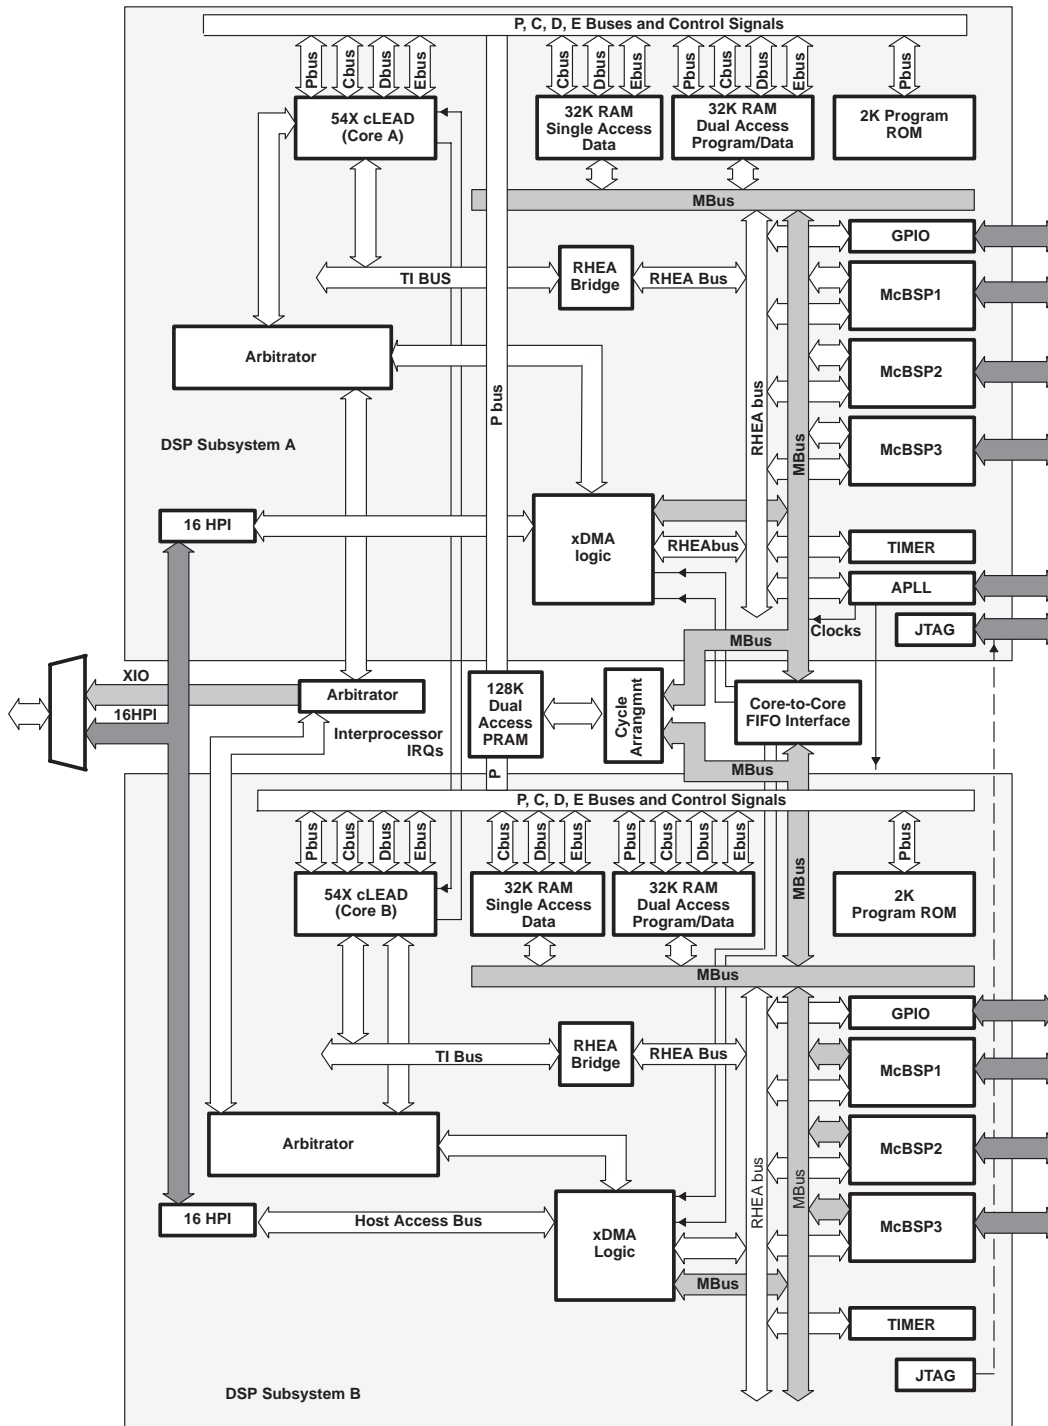 P, C, D, E Buses and Control Signals
Pbus
Cbus
Dbus
Ebus
Cbus
Dbus
Ebus
Pbus
Cbus
Dbus
Ebus
Pbus
54X cLEAD
(Core A)
32K RAM
Single Access
Data
32K RAM
Dual Access
Program/Data
2K Program
ROM
MBus
GPIO
TI BUS
RHEA
Bridge
RHEA Bus
McBSP1
Arbitrator
P bus
RHEA bus
MBus
McBSP2
DSP Subsystem A
McBSP3
16 HPI
xDMA
logic
RHEAbus
TIMER
APLL
Clocks
JTAG
MBus
XIO
16HPI
Arbitrator
Interprocessor
IRQs
128K
Dual
Access
PRAM
Cycle
Arrangmnt
Core-to-Core
FIFO Interface
MBus
P
P, C, D, E Buses and Control Signals
Pbus
Cbus
Dbus
Ebus
Cbus
Dbus
Ebus
Pbus
Cbus
Dbus
Ebus
Pbus
MBus
54X cLEAD
(Core B)
32K RAM
Single Access
Data
32K RAM
Dual Access
Program/Data
2K
Program ROM
MBus
GPIO
TI Bus
RHEA
Bridge
RHEA Bus
McBSP1
Arbitrator
McBSP2
RHEA bus
MBus
16 HPI
Host Access Bus
xDMA
Logic
McBSP3
MBus
TIMER
JTAG
DSP Subsystem B